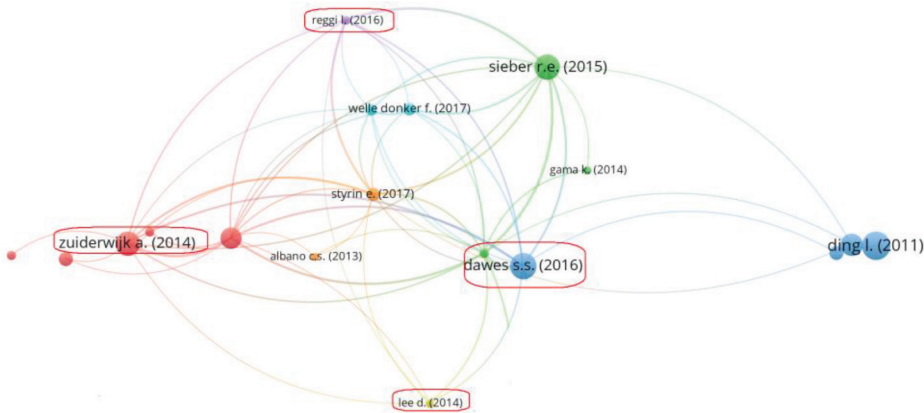 reggi l. (2016)
sieber r.e. (2015)
welle donker f. (2017)
gama k. (2014)
styrin e. (2017)
zuiderwijk a. (2014)
albano c.s. (2013)
dawes s.s. (2016)
ding l. (2011)
lee d. (2014)